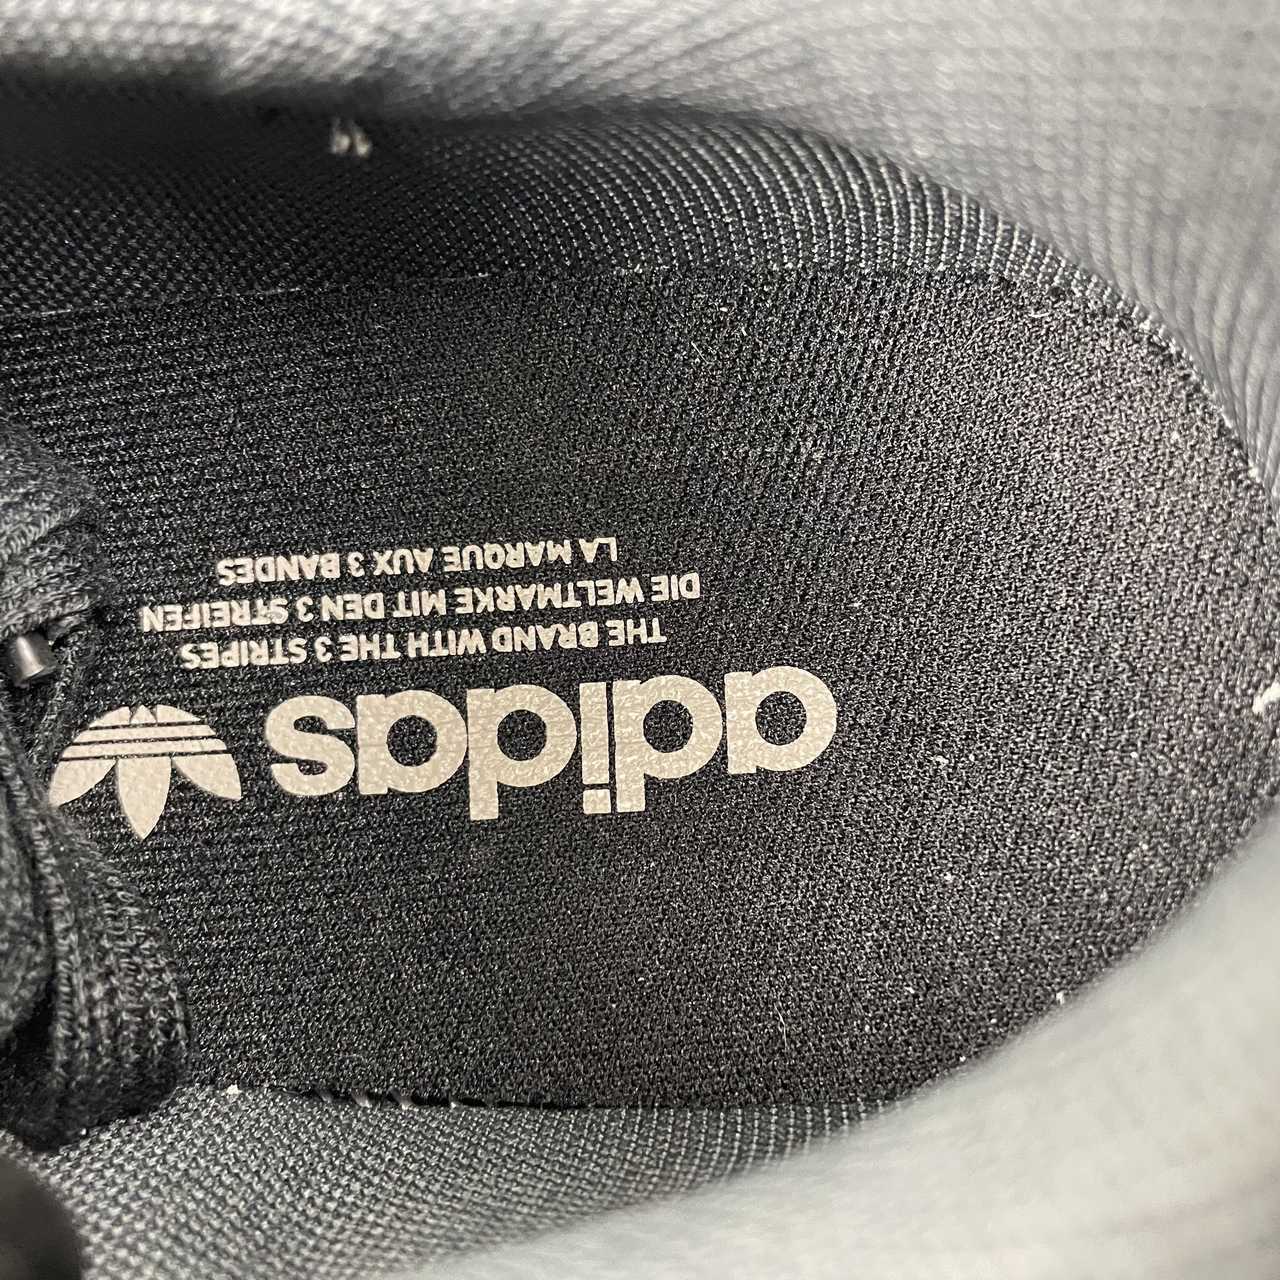 adidas
THE BRAND WITH THE 3 STRIPES
DIE WELTMARKE MIT DEN 3 STREIFEN
LA MARQUE AUX 3 BANDES